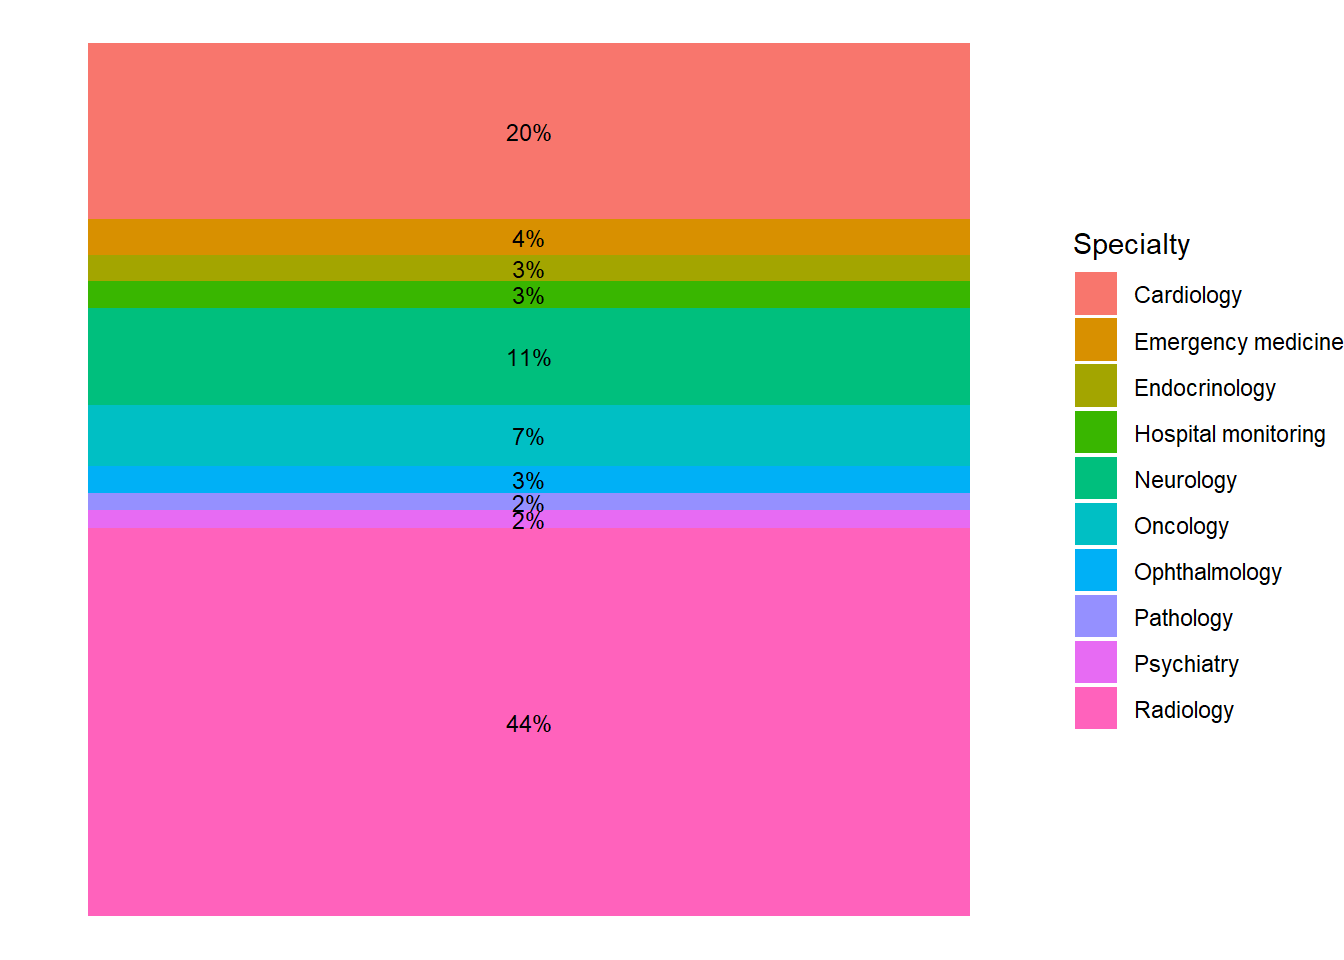 20%
4%
3%
3%
11%
7%
3%
2%
2%
44%
Specialty
Cardiology
Emergency medicine
Endocrinology
Hospital monitoring
Neurology
Oncology
Ophthalmology
Pathology
Psychiatry
Radiology